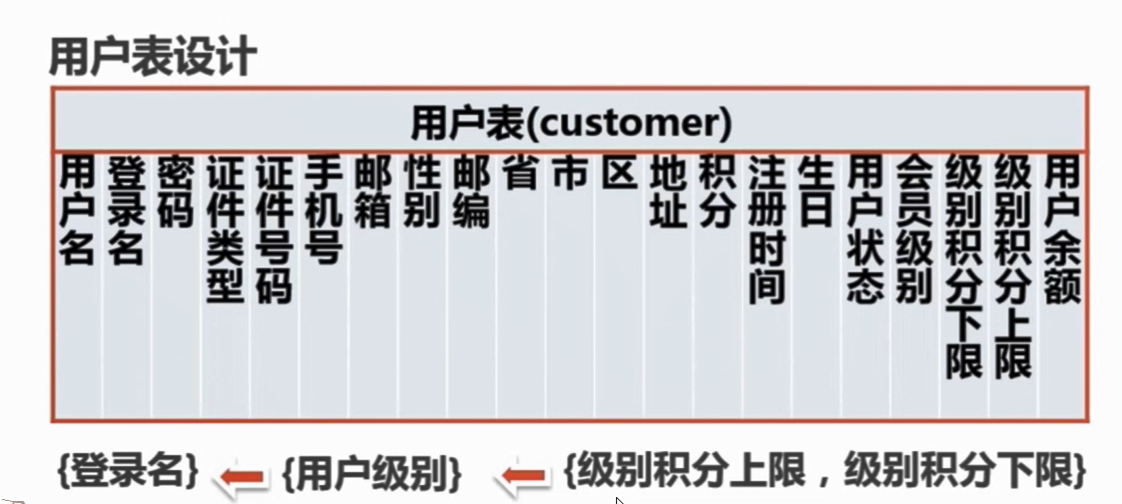 用户表设计
用户表(customer)
用户名 登录名 密码 证件类型 证件号码 手机号 邮箱 性别 邮编 省 市 区 地址 积分 注册时间 生日 用户状态 会员级别 级别积分下限 级别积分上限 用户余额
{登录名} {用户级别} {级别积分上限，级别积分下限}